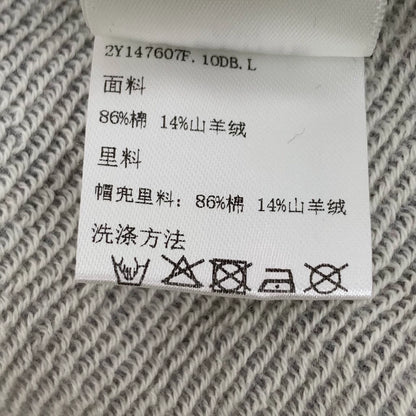 2Y147607F.10DB.L
面料
86%棉 14%山羊绒
里料
帽兜里料: 86%棉 14%山羊绒
洗涤方法